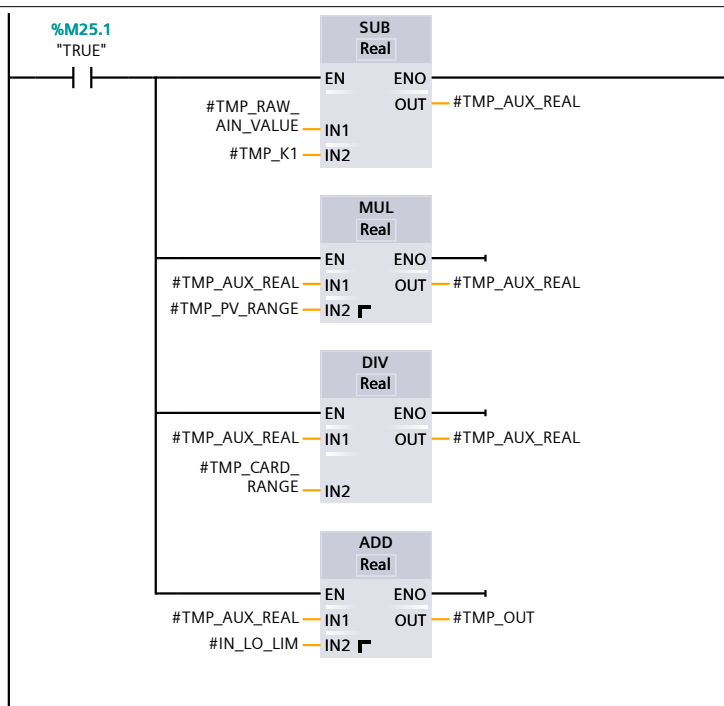 %M25.1
"TRUE"
SUB
Real
EN ENO
#TMP_RAW_
AIN_VALUE IN1
OUT #TMP_AUX_REAL
#TMP_K1 IN2
MUL
Real
EN ENO
#TMP_AUX_REAL IN1 OUT #TMP_AUX_REAL
#TMP_PV_RANGE IN2
DIV
Real
EN ENO
#TMP_AUX_REAL IN1 OUT #TMP_AUX_REAL
#TMP_CARD_
RANGE IN2
ADD
Real
EN ENO
#TMP_AUX_REAL IN1 OUT #TMP_OUT
#IN_LO_LIM IN2